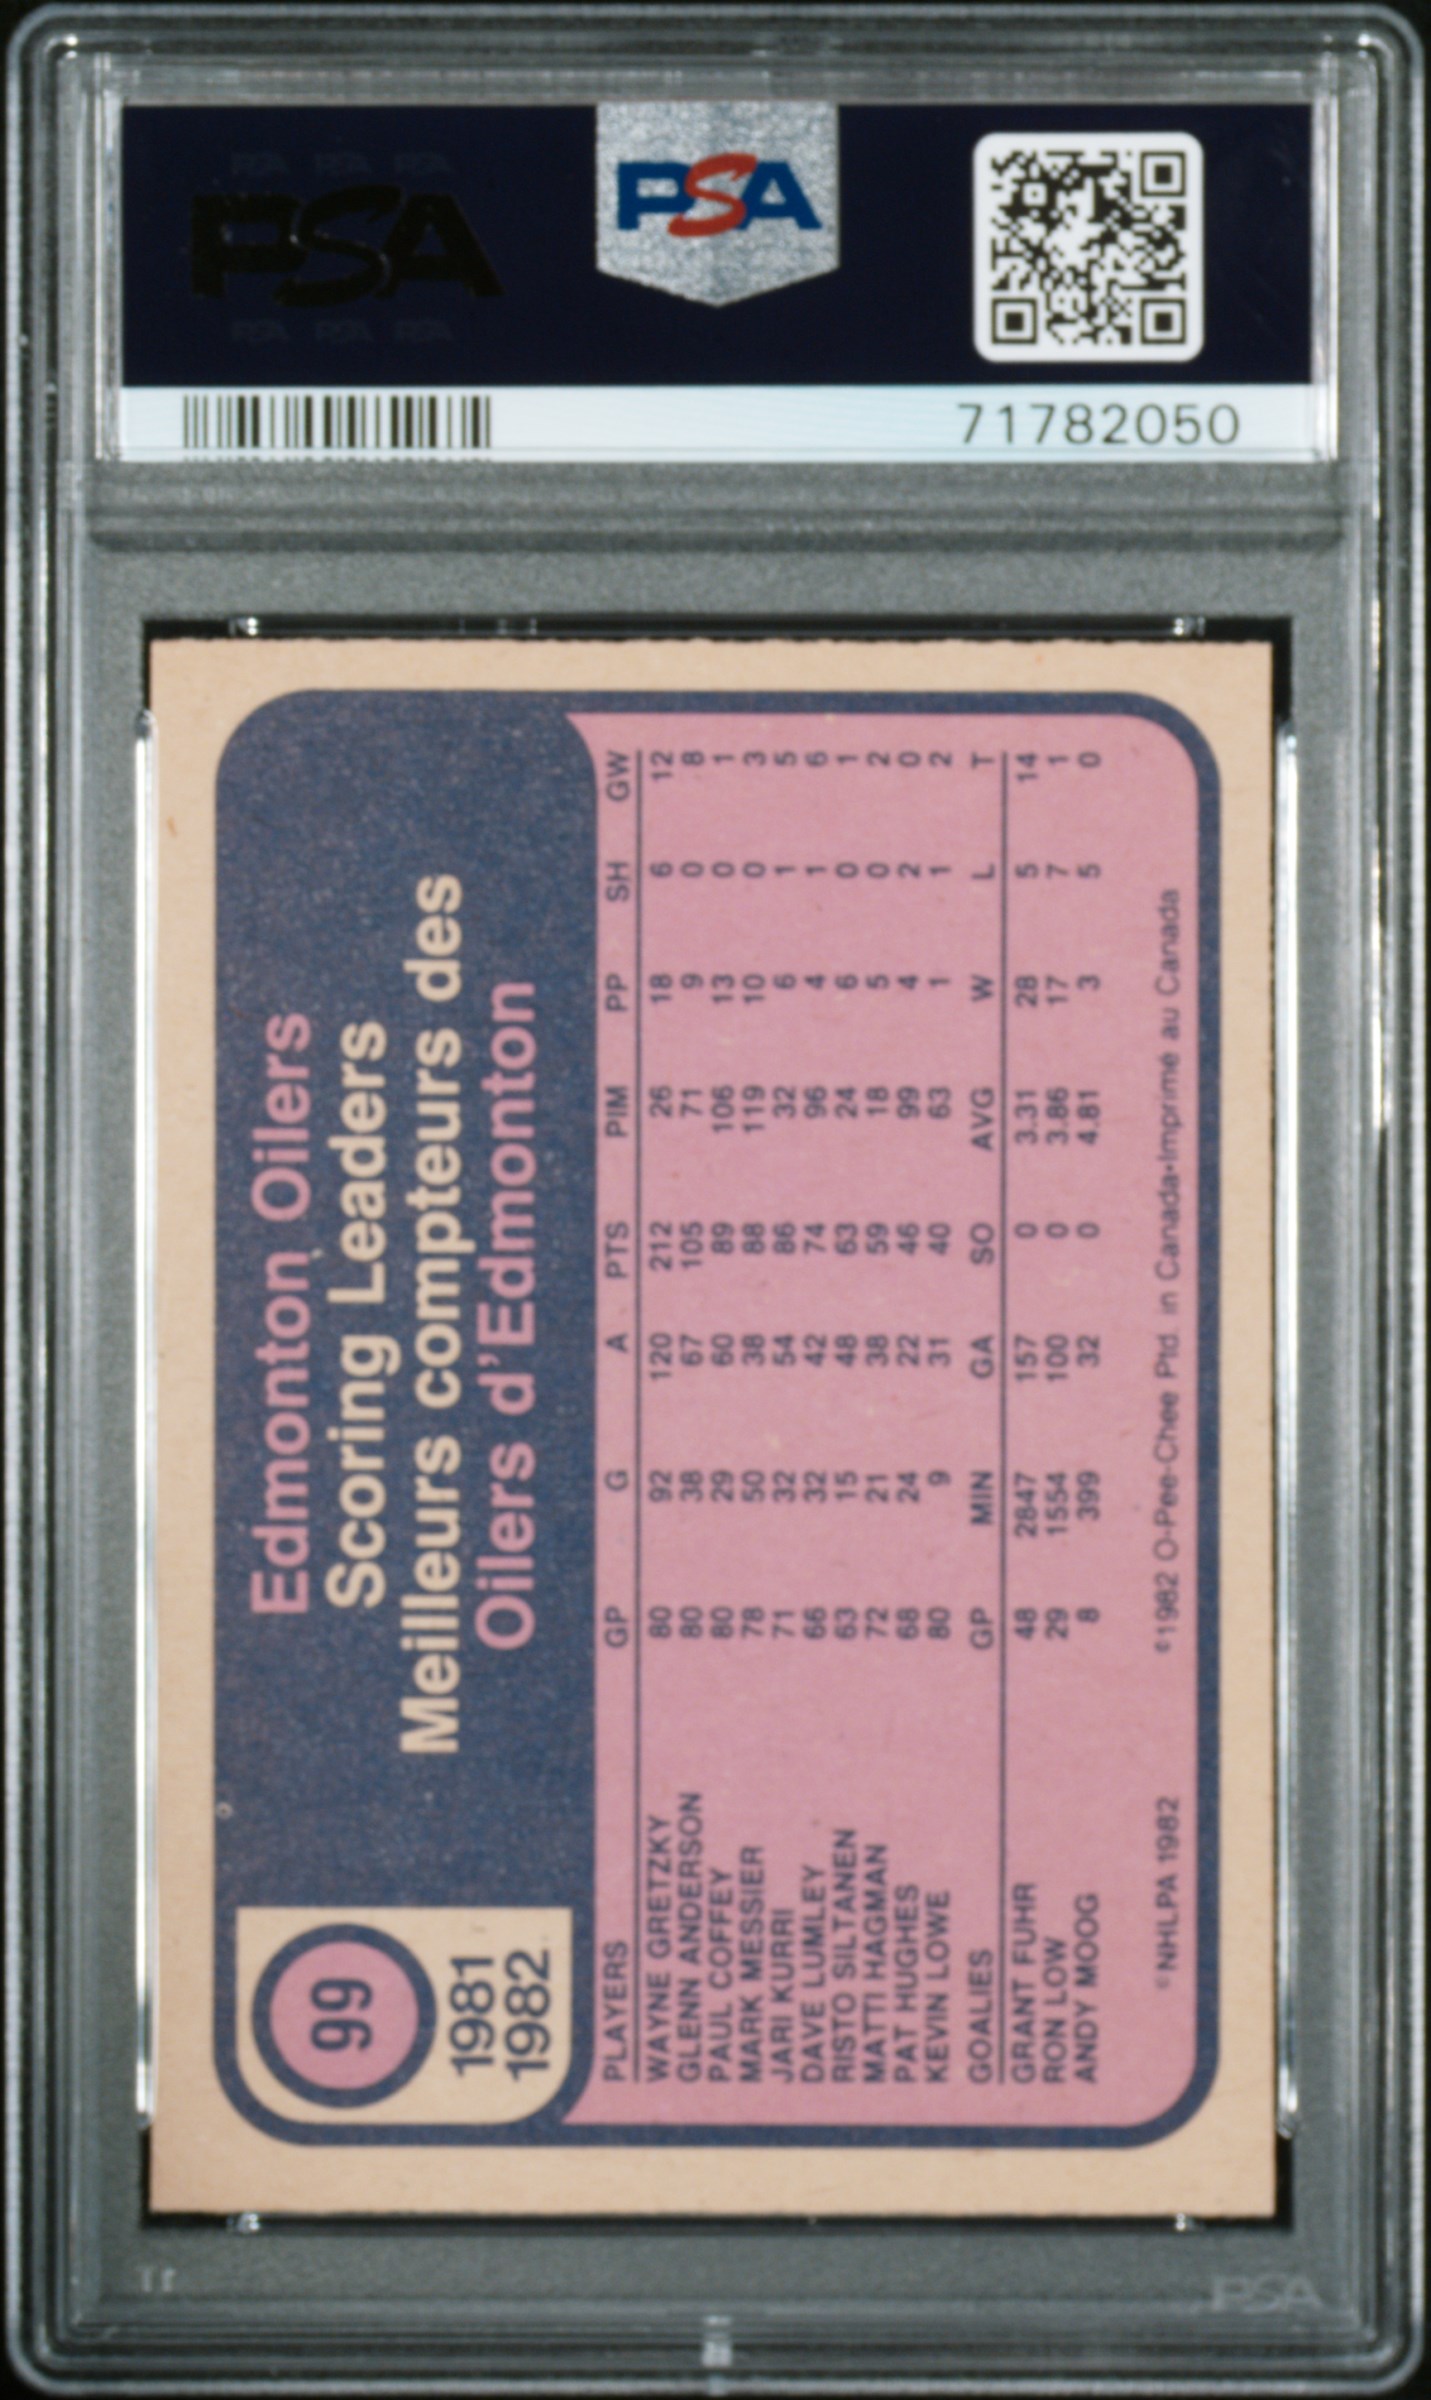 PSA PSA PSA
PSA
PSA PSA PSA
PSA
71782050
99
1981
1982
Edmonton Oilers
Scoring Leaders
Meilleurs compteurs des
Oilers d'Edmonton
PLAYERS GP G A PTS PIM PP SH GW
WAYNE GRETZKY 80 92 120 212 26 18 6 12
GLENN ANDERSON 80 38 67 105 71 9 0 8
PAUL COFFEY 80 29 60 89 106 13 0 1
MARK MESSIER 78 50 38 88 119 10 0 3
JARI KURRI 71 32 54 86 32 6 1 5
DAVE LUMLEY 66 32 42 74 96 4 1 6
RISTO SILTANEN 63 15 48 63 24 6 0 1
MATTI HAGMAN 72 21 38 59 18 5 0 2
PAT HUGHES 68 24 22 46 99 4 2 0
KEVIN LOWE 80 9 31 40 63 1 1 2
GOALIES GP MIN GA SO AVG W L T
GRANT FUHR 48 2847 157 0 3.31 28 5 14
RON LOW 29 1554 100 0 3.86 17 7 1
ANDY MOOG 8 399 32 0 4.81 3 5 0
©NHLPA 1982 ©1982 O-Pee-Chee Ptd. in Canada•Imprimé au Canada
PSA